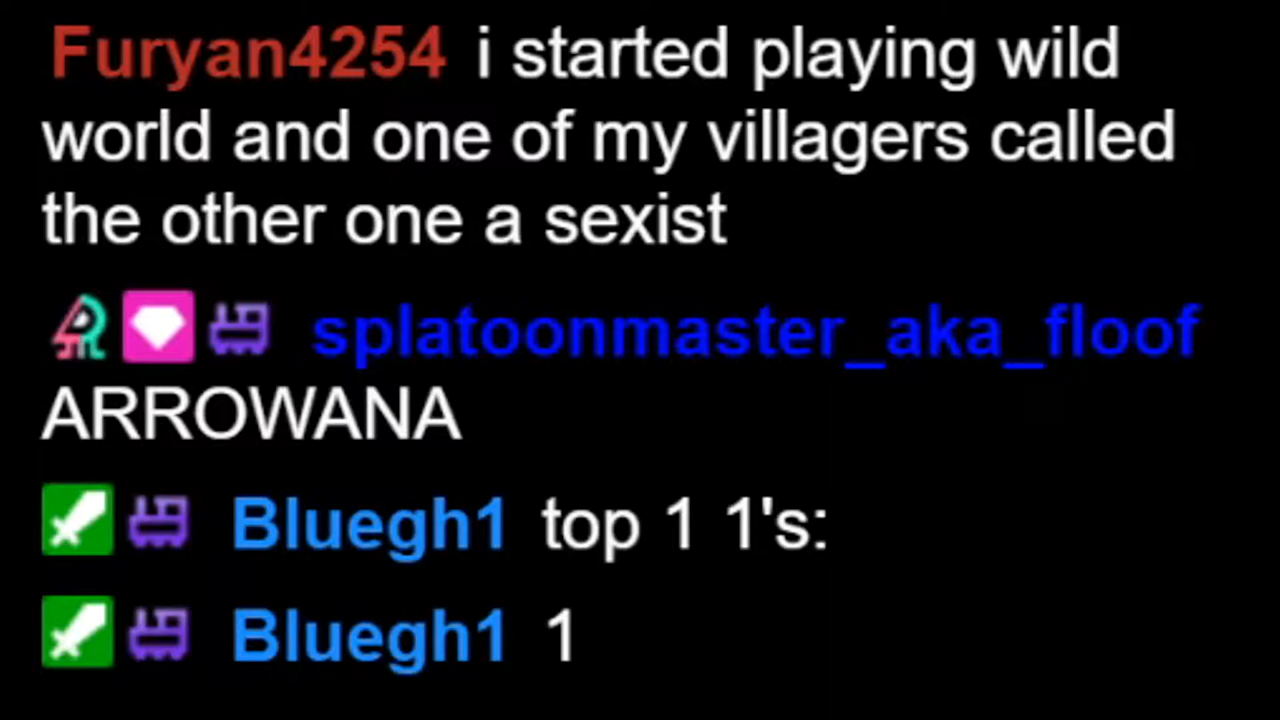 Furyan4254 i started playing wild
world and one of my villagers called
the other one a sexist
splatoonmaster_aka_floof
ARROWANA
Bluegh1 top 1 1's:
Bluegh1 1